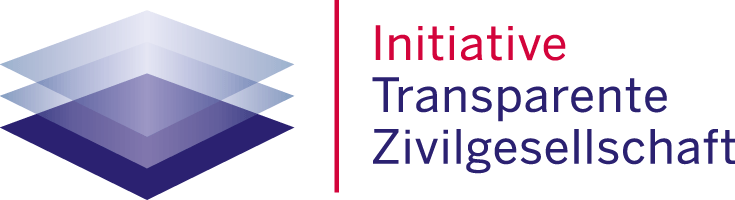 Initiative
Transparente
Zivilgesellschaft